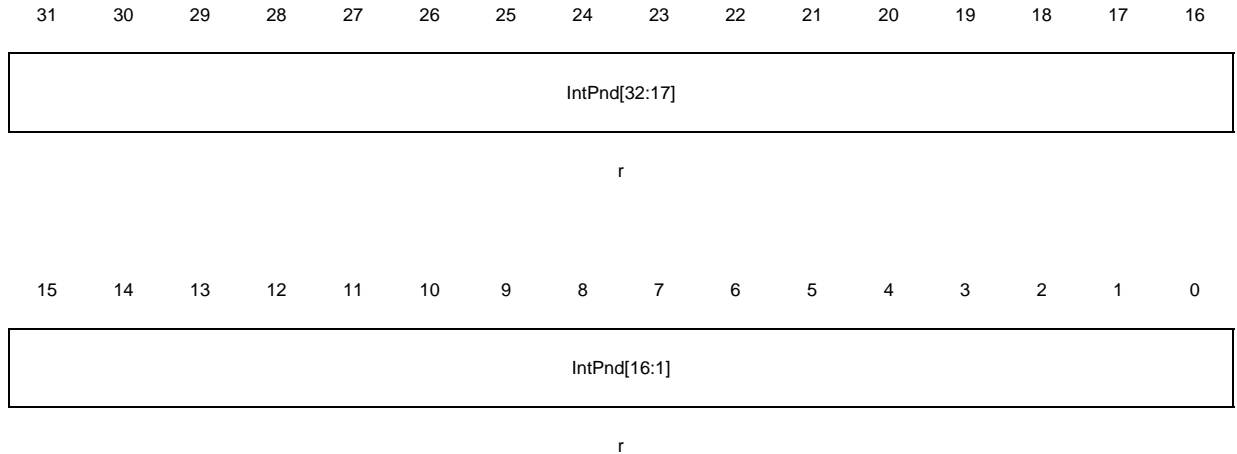 31 30 29 28 27 26 25 24 23 22 21 20 19 18 17 16
IntPnd[32:17]
r
15 14 13 12 11 10 9 8 7 6 5 4 3 2 1 0
IntPnd[16:1]
r